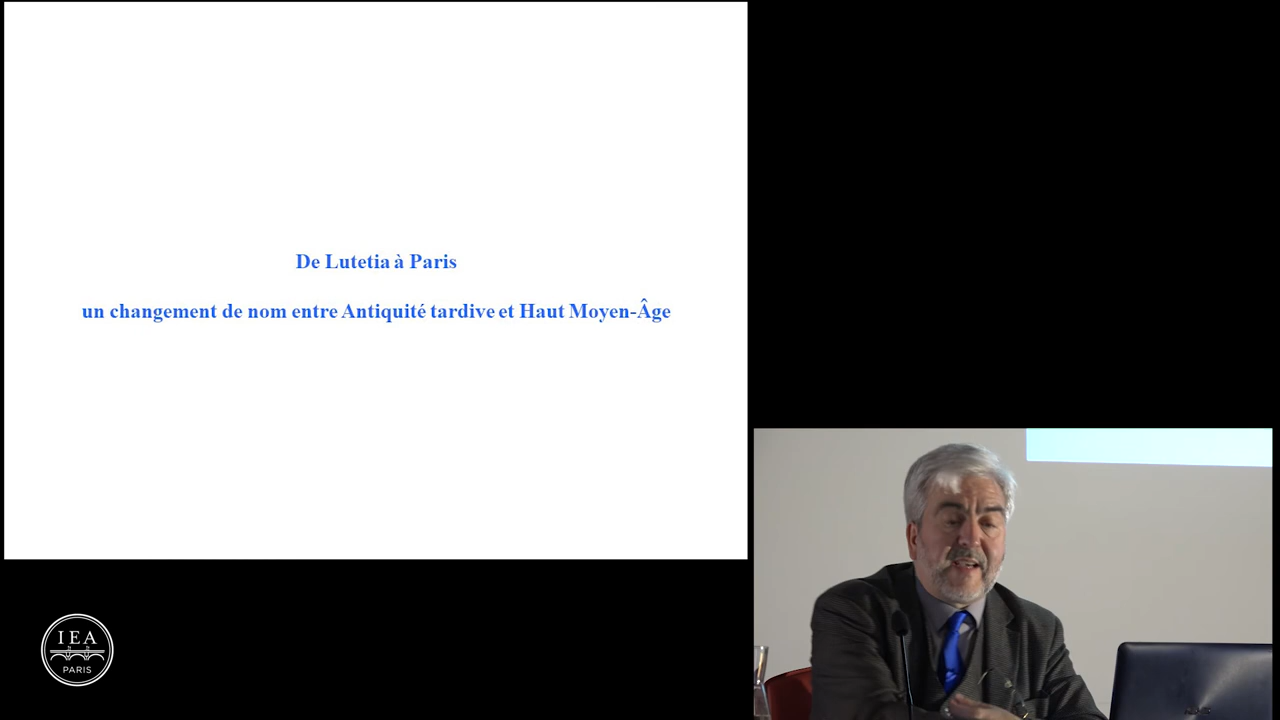 De Lutetia à Paris
un changement de nom entre Antiquité tardive et Haut Moyen-Âge
IEA
PARIS